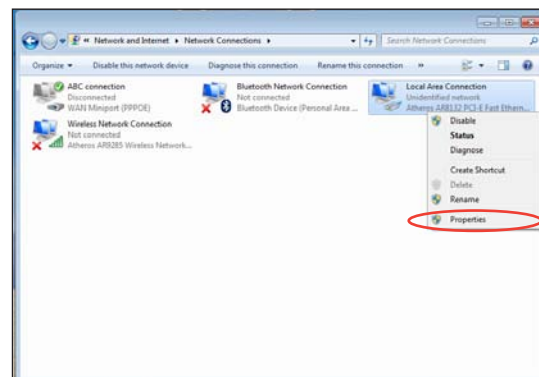 Network and Internet Network Connections Search Network Connections
Organize Disable this network device Diagnose this connection Rename this connection »
ABC connection
Disconnected
WAN Miniport (PPPOE)
Bluetooth Network Connection
Not connected
Bluetooth Device (Personal Area ...
Local Area Connection
Unidentified network
Atheros AR8132 PCI-E Fast Ethern...
Wireless Network Connection
Not connected
Atheros AR9285 Wireless Network...
Disable
Status
Diagnose
Create Shortcut
Delete
Rename
Properties